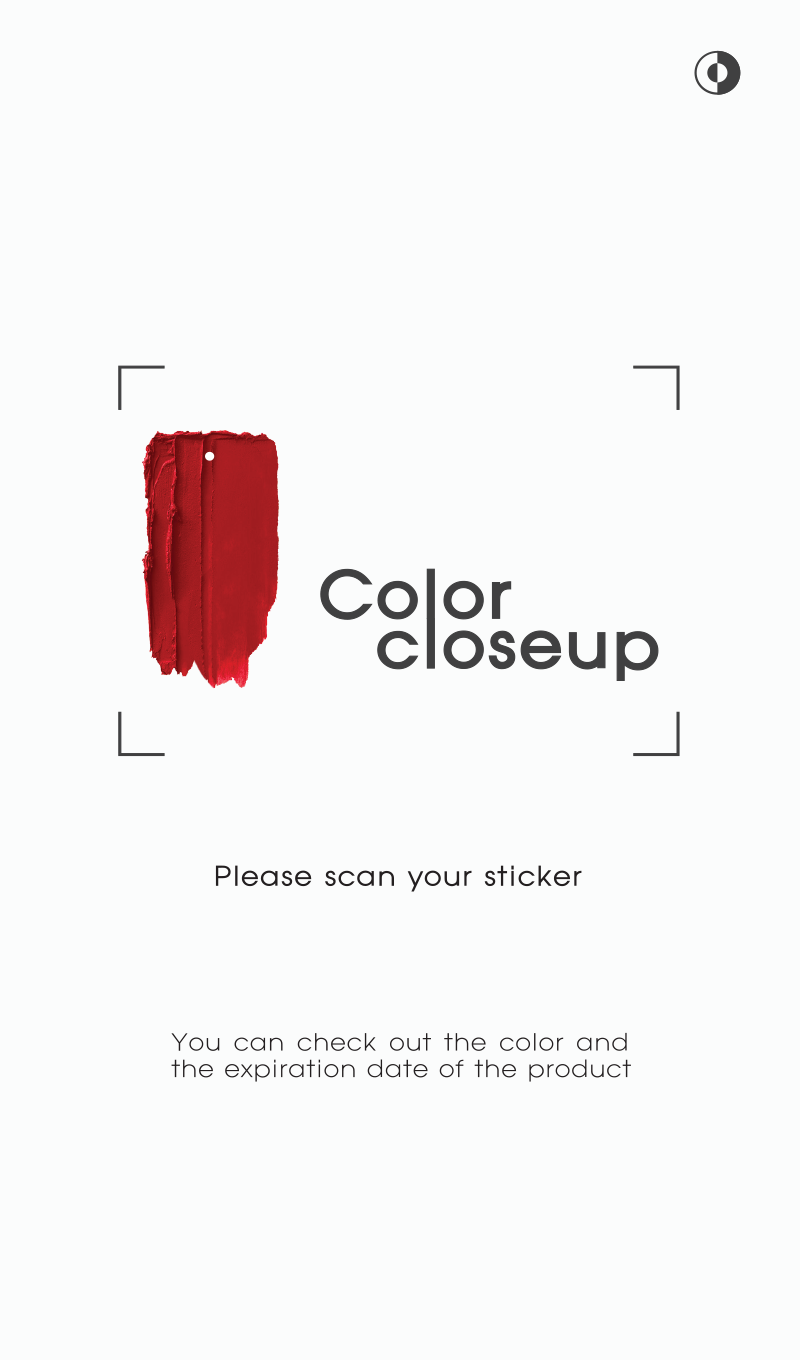 Color
closeup
Please scan your sticker
You can check out the color and
the expiration date of the product